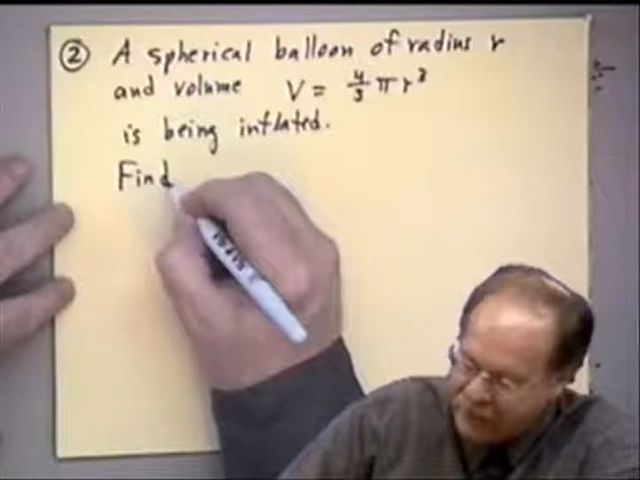 ② A spherical balloon of radius r
and volume V = 4/3 π r³
is being inflated.
Find